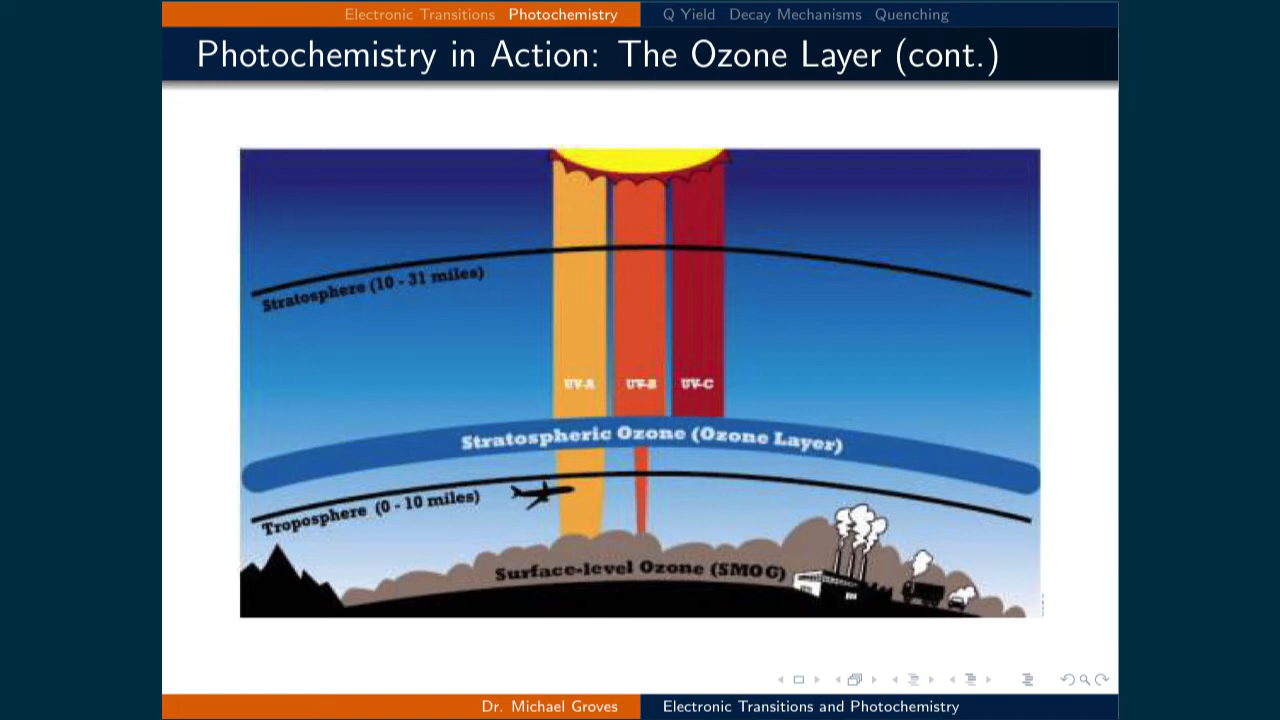 Electronic Transitions Photochemistry Q Yield Decay Mechanisms Quenching
Photochemistry in Action: The Ozone Layer (cont.)
Stratosphere (10 - 31 miles)
UV-A UV-B UV-C
Stratospheric Ozone (Ozone Layer)
Troposphere (0 - 10 miles)
Surface-level Ozone (SMOG)
Dr. Michael Groves Electronic Transitions and Photochemistry